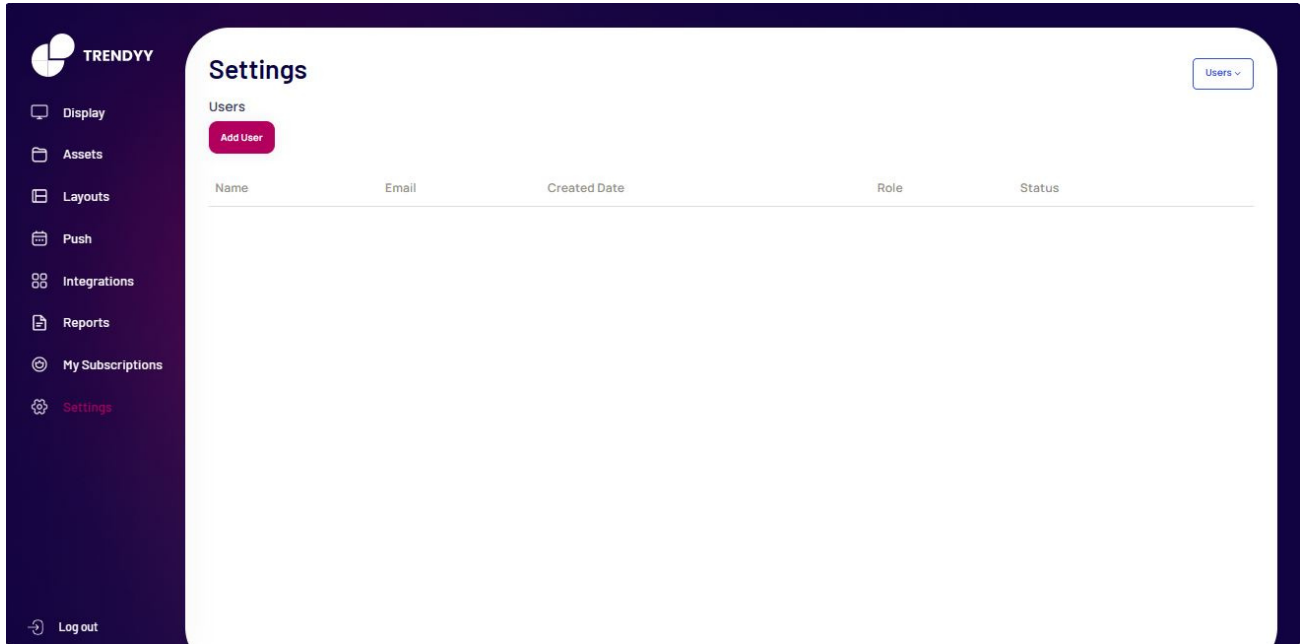 TRENDYY
Display
Assets
Layouts
Push
Integrations
Reports
My Subscriptions
Settings
Log out
Settings
Users
Users
Add User
Name Email Created Date Role Status